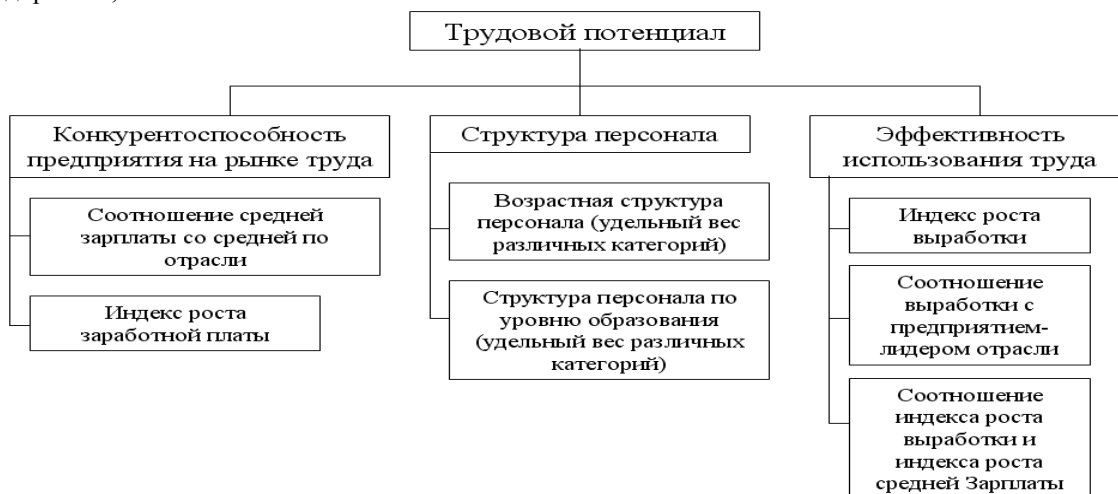 Трудовой потенциал
Конкурентоспособность
предприятия на рынке труда
Соотношение средней
зарплаты со средней по
отрасли
Индекс роста
заработной платы
Структура персонала
Возрастная структура
персонала (удельный вес
различных категорий)
Структура персонала по
уровню образования
(удельный вес различных
категорий)
Эффективность
использования труда
Индекс роста
выработки
Соотношение
выработки с
предприятием-
лидером отрасли
Соотношение
индекса роста
выработки и
индекса роста
средней Зарплаты